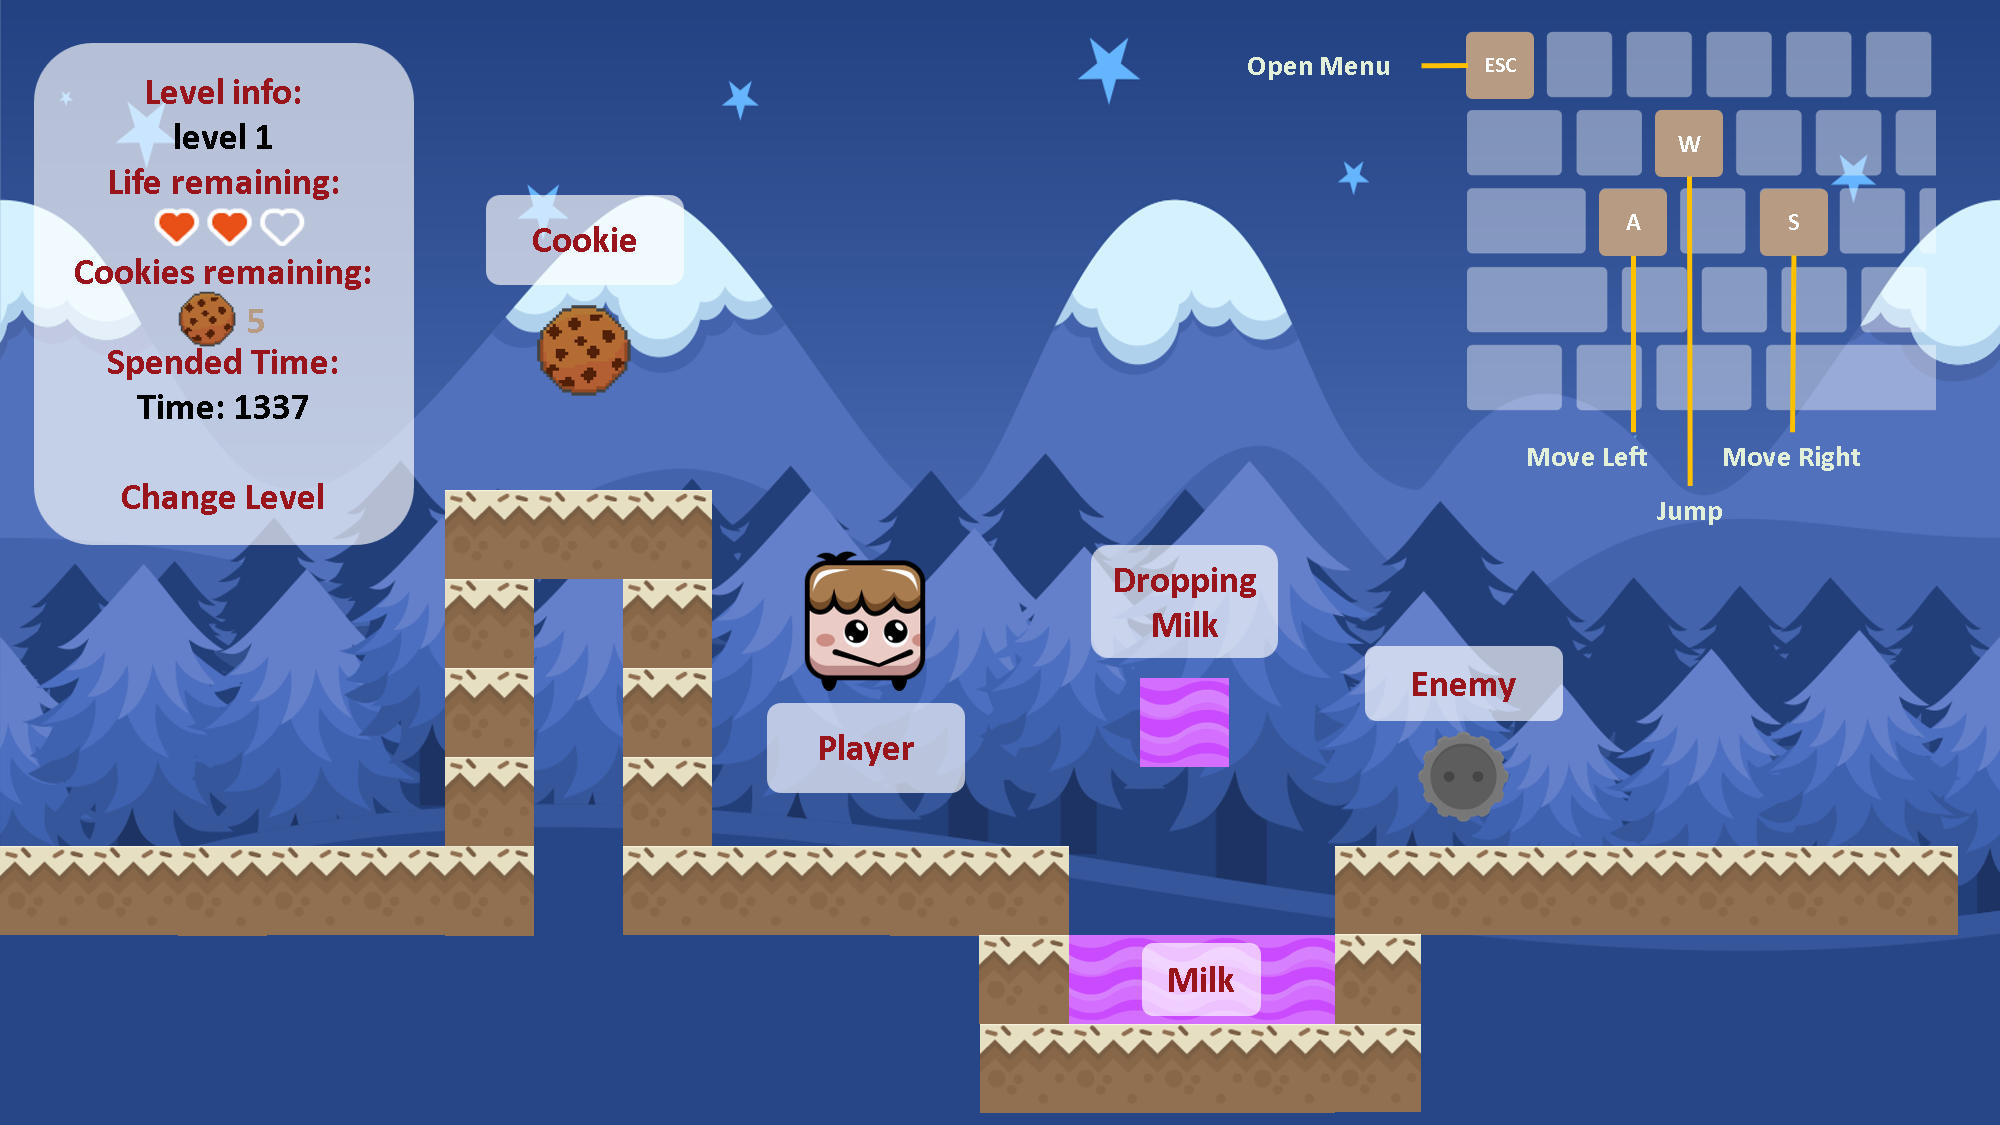 Level info:
level 1
Life remaining:
Cookies remaining:
5
Spended Time:
Time: 1337
Change Level
Cookie
Open Menu
ESC
W
A
S
Move Left
Move Right
Jump
Player
Dropping
Milk
Enemy
Milk